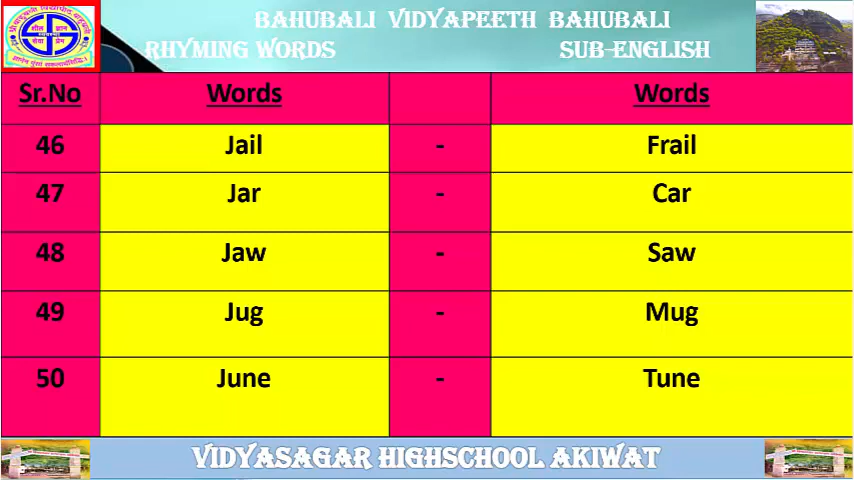 BAHUBALI VIDYAPEETH BAHUBALI
RHYMING WORDS SUB-ENGLISH
शील ज्ञान
सेवा प्रेम
Sr.No Words Words
46 Jail - Frail
47 Jar - Car
48 Jaw - Saw
49 Jug - Mug
50 June - Tune
VIDYASAGAR HIGHSCHOOL AKIWAT